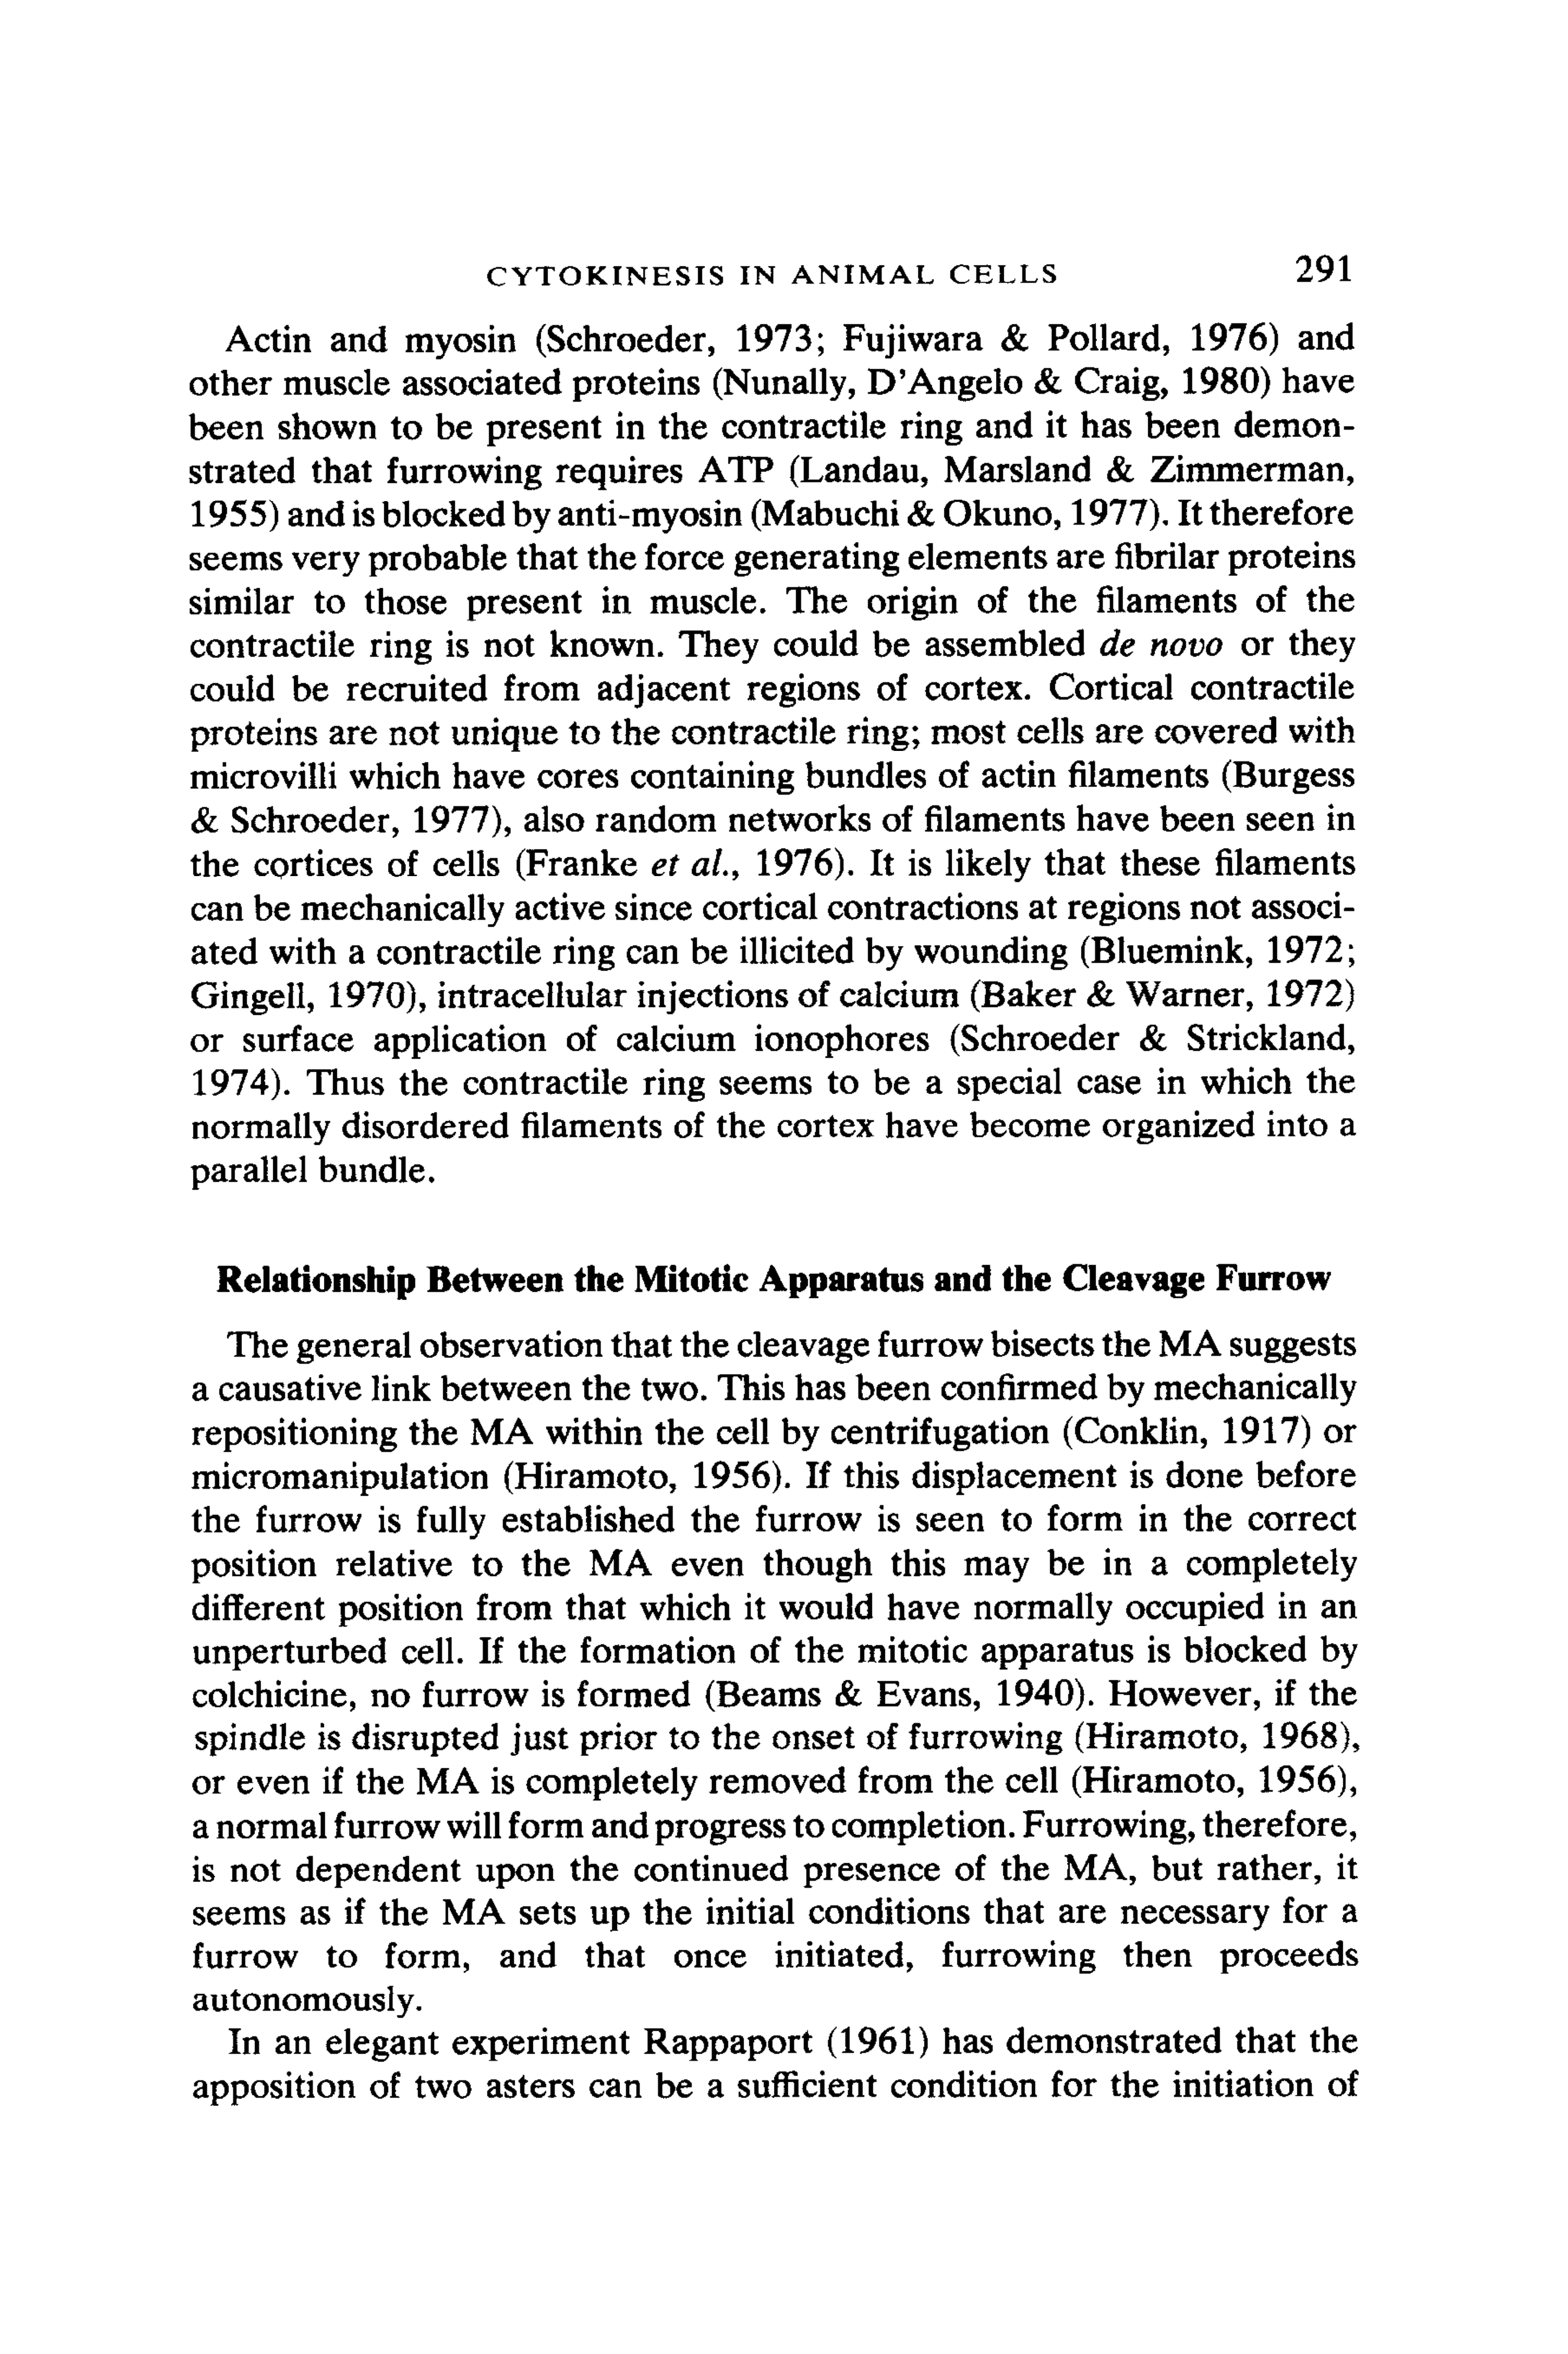 CYTOKINESIS IN ANIMAL CELLS 291
Actin and myosin (Schroeder, 1973; Fujiwara & Pollard, 1976) and
other muscle associated proteins (Nunally, D'Angelo & Craig, 1980) have
been shown to be present in the contractile ring and it has been demon-
strated that furrowing requires ATP (Landau, Marsland & Zimmerman,
1955) and is blocked by anti-myosin (Mabuchi & Okuno, 1977). It therefore
seems very probable that the force generating elements are fibrilar proteins
similar to those present in muscle. The origin of the filaments of the
contractile ring is not known. They could be assembled de novo or they
could be recruited from adjacent regions of cortex. Cortical contractile
proteins are not unique to the contractile ring; most cells are covered with
microvilli which have cores containing bundles of actin filaments (Burgess
& Schroeder, 1977), also random networks of filaments have been seen in
the cortices of cells (Franke et al., 1976). It is likely that these filaments
can be mechanically active since cortical contractions at regions not associ-
ated with a contractile ring can be illicited by wounding (Bluemink, 1972;
Gingell, 1970), intracellular injections of calcium (Baker & Warner, 1972)
or surface application of calcium ionophores (Schroeder & Strickland,
1974). Thus the contractile ring seems to be a special case in which the
normally disordered filaments of the cortex have become organized into a
parallel bundle.
Relationship Between the Mitotic Apparatus and the Cleavage Furrow
The general observation that the cleavage furrow bisects the MA suggests
a causative link between the two. This has been confirmed by mechanically
repositioning the MA within the cell by centrifugation (Conklin, 1917) or
micromanipulation (Hiramoto, 1956). If this displacement is done before
the furrow is fully established the furrow is seen to form in the correct
position relative to the MA even though this may be in a completely
different position from that which it would have normally occupied in an
unperturbed cell. If the formation of the mitotic apparatus is blocked by
colchicine, no furrow is formed (Beams & Evans, 1940). However, if the
spindle is disrupted just prior to the onset of furrowing (Hiramoto, 1968),
or even if the MA is completely removed from the cell (Hiramoto, 1956),
a normal furrow will form and progress to completion. Furrowing, therefore,
is not dependent upon the continued presence of the MA, but rather, it
seems as if the MA sets up the initial conditions that are necessary for a
furrow to form, and that once initiated, furrowing then proceeds
autonomously.
In an elegant experiment Rappaport (1961) has demonstrated that the
apposition of two asters can be a sufficient condition for the initiation of